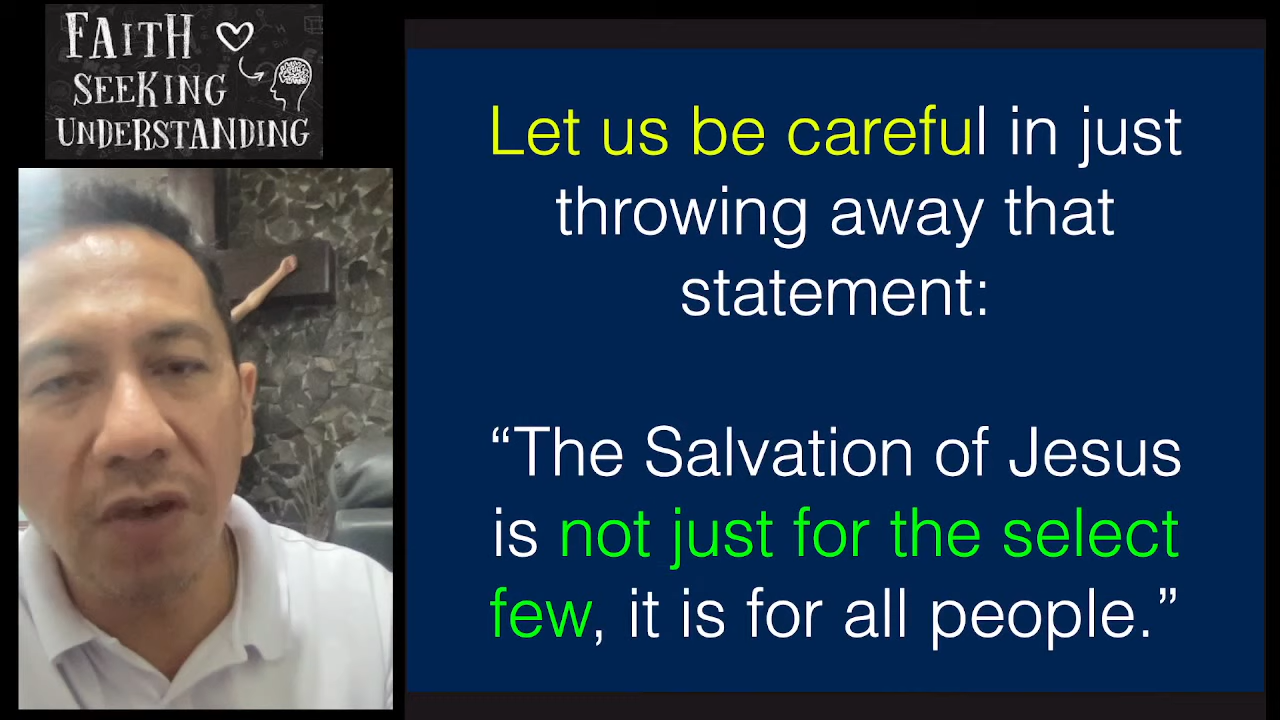 FAITH
SEEKING
UNDERSTANDING
Let us be careful in just
throwing away that
statement:
“The Salvation of Jesus
is not just for the select
few, it is for all people.”